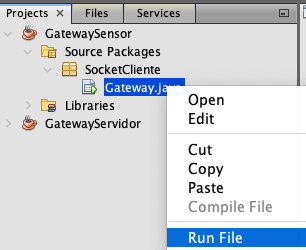 Projects Files Services
GatewaySensor
Source Packages
SocketCliente
Gateway.java
Libraries
GatewayServidor
Open
Edit
Cut
Copy
Paste
Compile File
Run File